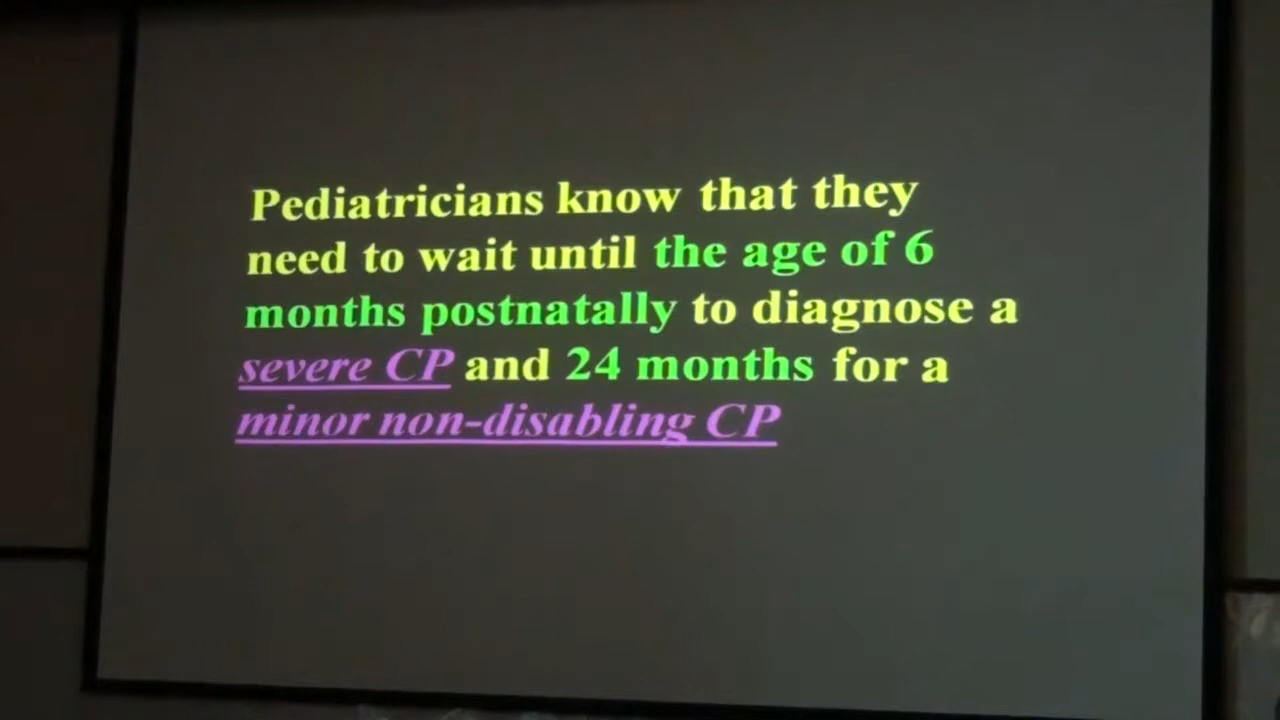 Pediatricians know that they
need to wait until the age of 6
months postnatally to diagnose a
severe CP and 24 months for a
minor non-disabling CP